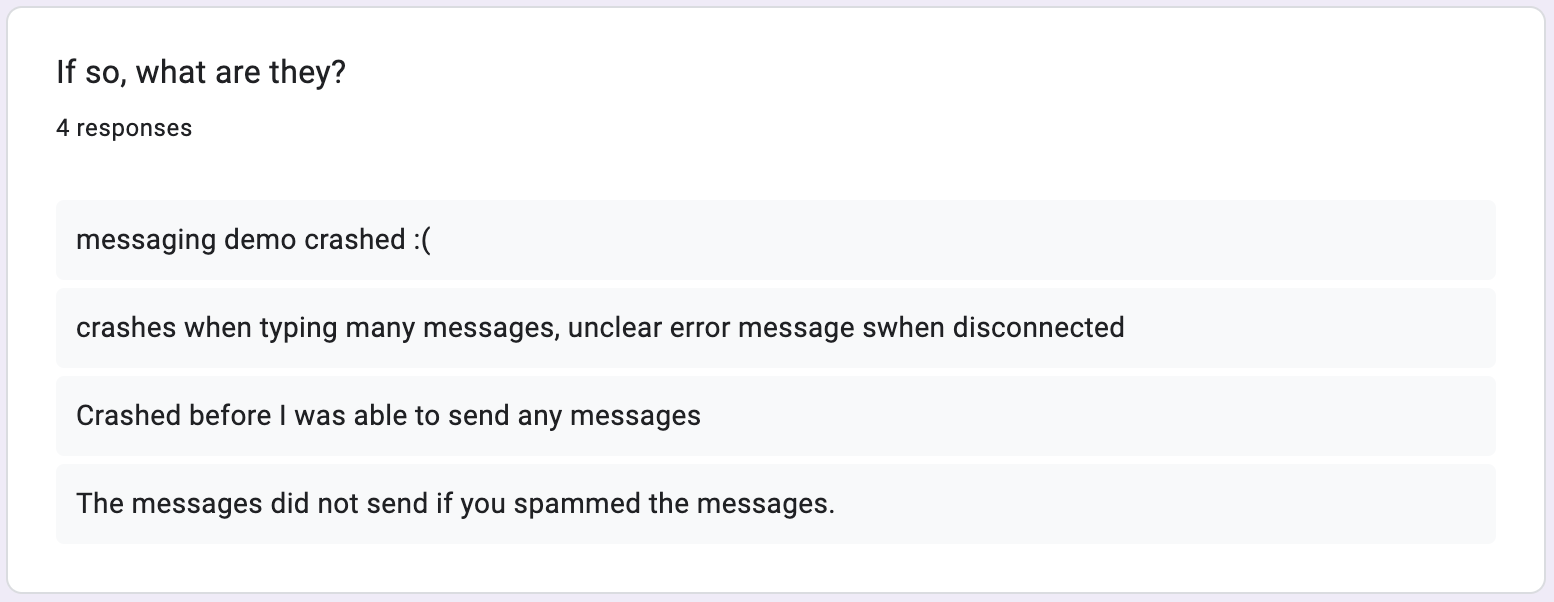 If so, what are they?
4 responses
messaging demo crashed :(
crashes when typing many messages, unclear error message swhen disconnected
Crashed before I was able to send any messages
The messages did not send if you spammed the messages.